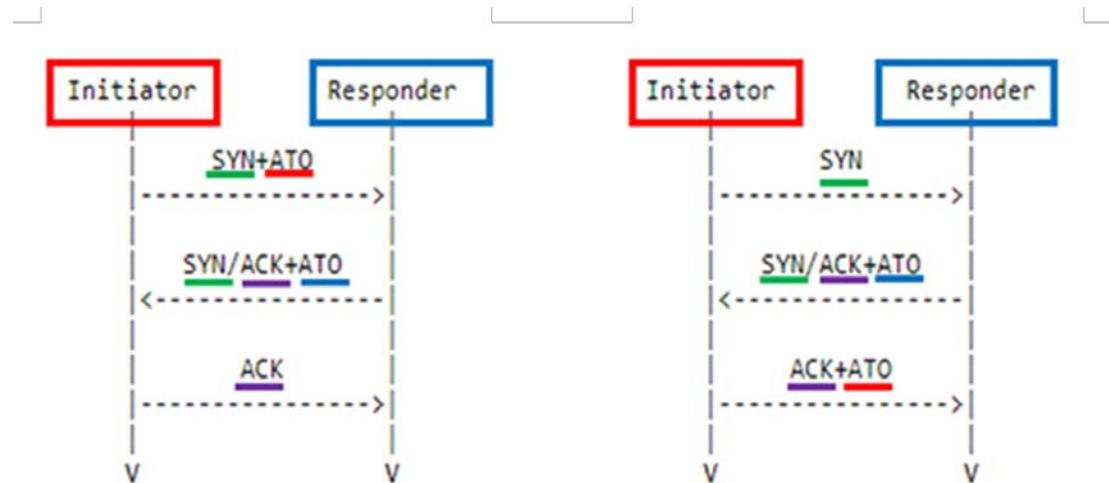 Initiator Responder Initiator Responder
SYN+ATO SYN
---------------->| |---------------->|
SYN/ACK+ATO SYN/ACK+ATO
|<---------------- |<----------------
ACK ACK+ATO
---------------->| |---------------->|
V V V V